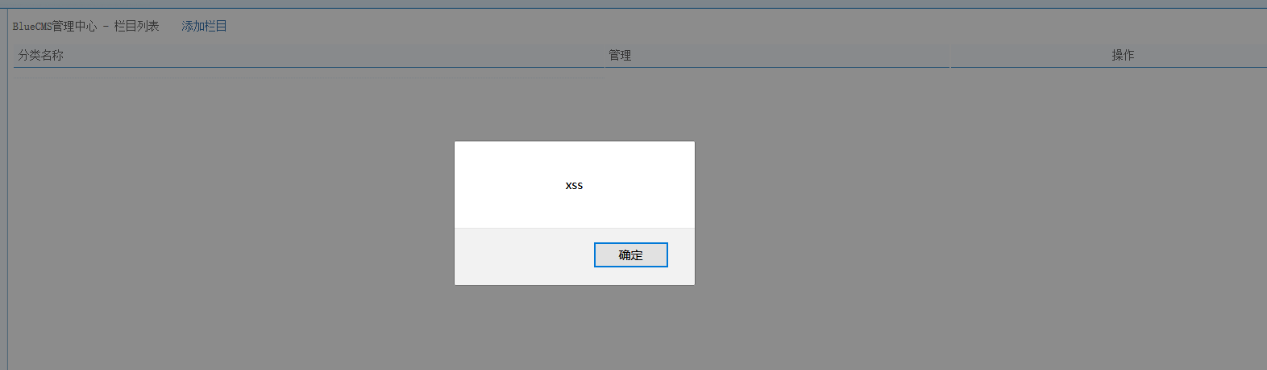 BlueCMS管理中心 - 栏目列表 添加栏目
分类名称 管理 操作
xss
确定